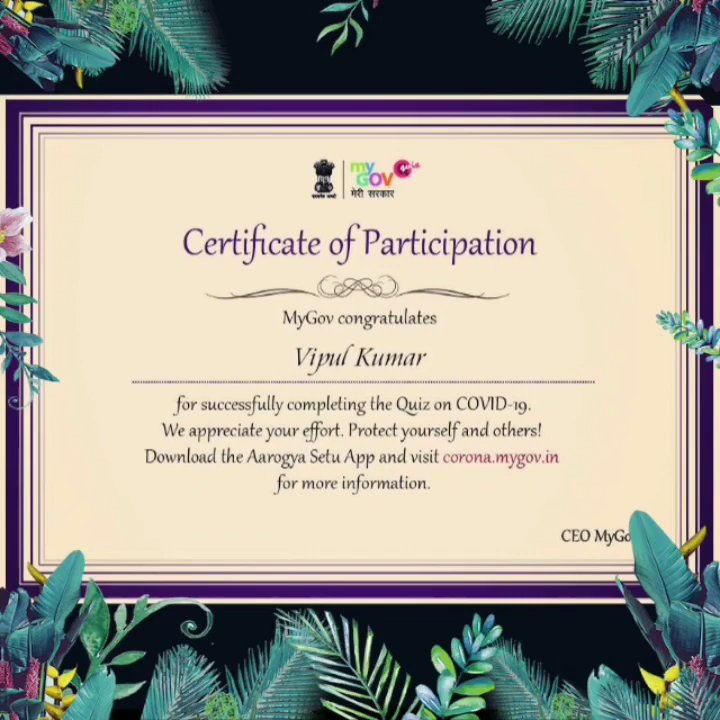 my
GOV
मेरी सरकार
Certificate of Participation
MyGov congratulates
Vipul Kumar
for successfully completing the Quiz on COVID-19.
We appreciate your effort. Protect yourself and others!
Download the Aarogya Setu App and visit corona.mygov.in
for more information.
CEO MyGo